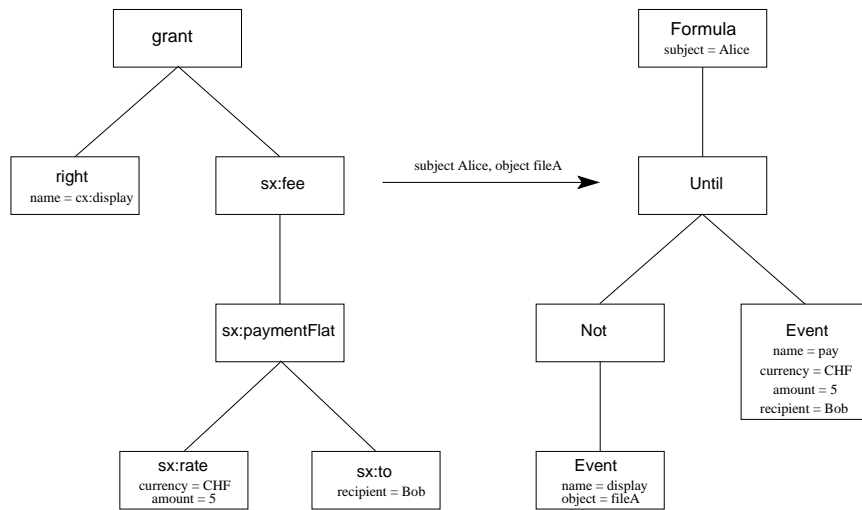 grant
right
name = cx:display
sx:fee
sx:paymentFlat
sx:rate
currency = CHF
amount = 5
sx:to
recipient = Bob
subject Alice, object fileA
Formula
subject = Alice
Until
Not
Event
name = pay
currency = CHF
amount = 5
recipient = Bob
Event
name = display
object = fileA